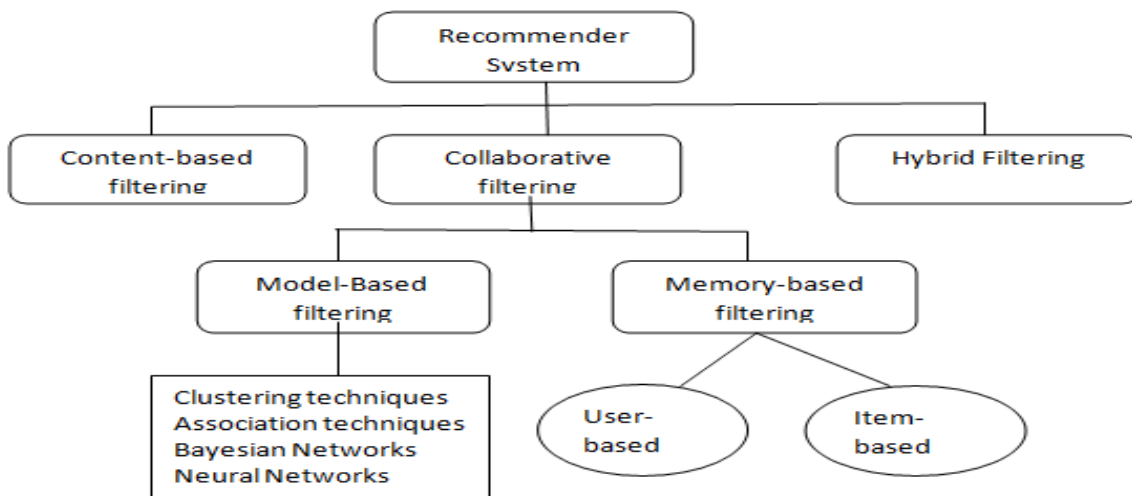 Recommender
System
Content-based
filtering
Collaborative
filtering
Hybrid Filtering
Model-Based
filtering
Memory-based
filtering
Clustering techniques
Association techniques
Bayesian Networks
Neural Networks
User-
based
Item-
based